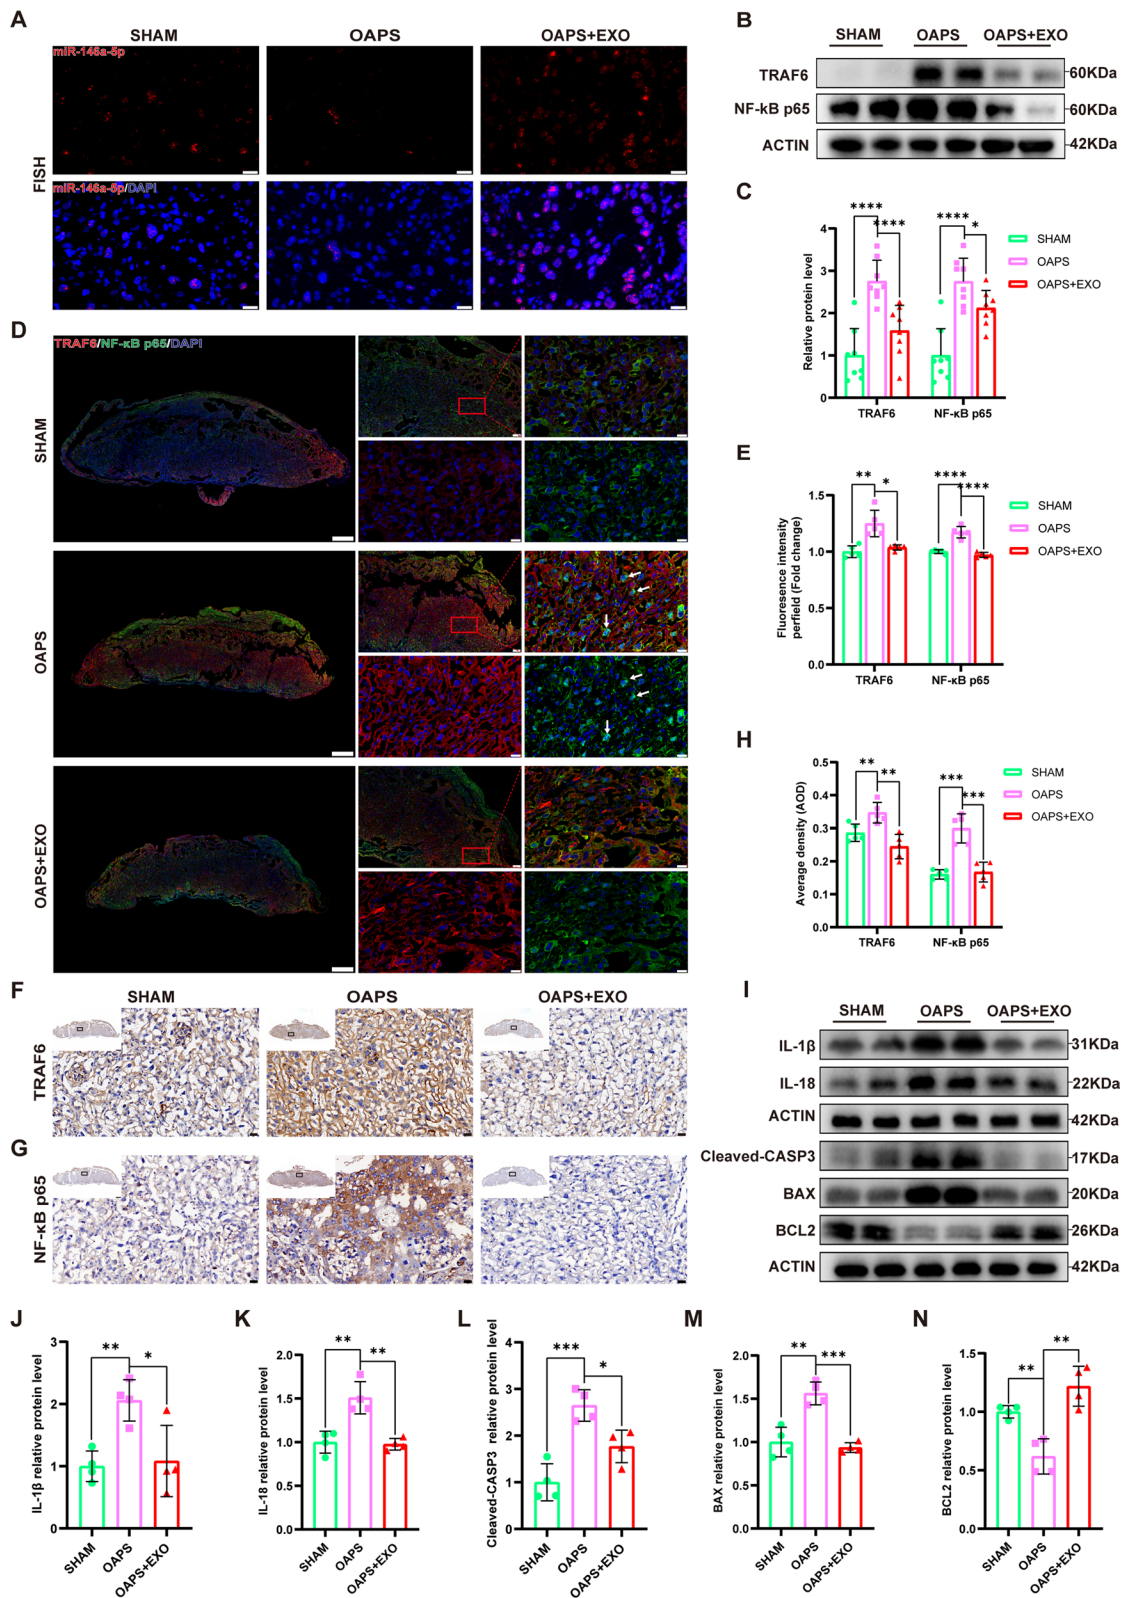 A
SHAM OAPS OAPS+EXO
miR-146a-5p
FISH
miR-146a-5p/DAPI
B
SHAM OAPS OAPS+EXO
TRAF6 60KDa
NF-kB p65 60KDa
ACTIN 42KDa
C
**** **** **** *
Relative protein level
4
3
2
1
0
TRAF6 NF-κB p65
SHAM
OAPS
OAPS+EXO
D
TRAF6/NF-κB p65/DAPI
SHAM
OAPS
OAPS+EXO
E
** * **** ****
Fluoresence intensity
perfield (Fold change)
1.5
1.0
0.5
0.0
TRAF6 NF-κB p65
SHAM
OAPS
OAPS+EXO
H
** ** *** ***
Average density (AOD)
0.5
0.4
0.3
0.2
0.1
0.0
TRAF6 NF-κB p65
SHAM
OAPS
OAPS+EXO
F
SHAM OAPS OAPS+EXO
TRAF6
G
NF-κB p65
I
SHAM OAPS OAPS+EXO
IL-1β 31KDa
IL-18 22KDa
ACTIN 42KDa
Cleaved-CASP3 17KDa
BAX 20KDa
BCL2 26KDa
ACTIN 42KDa
J
** *
IL-1β relative protein level
3
2
1
0
SHAM OAPS OAPS+EXO
K
** **
IL-18 relative protein level
2.0
1.5
1.0
0.5
0.0
SHAM OAPS OAPS+EXO
L
*** *
Cleaved-CASP3 relative protein level
4
3
2
1
0
SHAM OAPS OAPS+EXO
M
** ***
BAX relative protein level
2.0
1.5
1.0
0.5
0.0
SHAM OAPS OAPS+EXO
N
** **
BCL2 relative protein level
1.5
1.0
0.5
0.0
SHAM OAPS OAPS+EXO